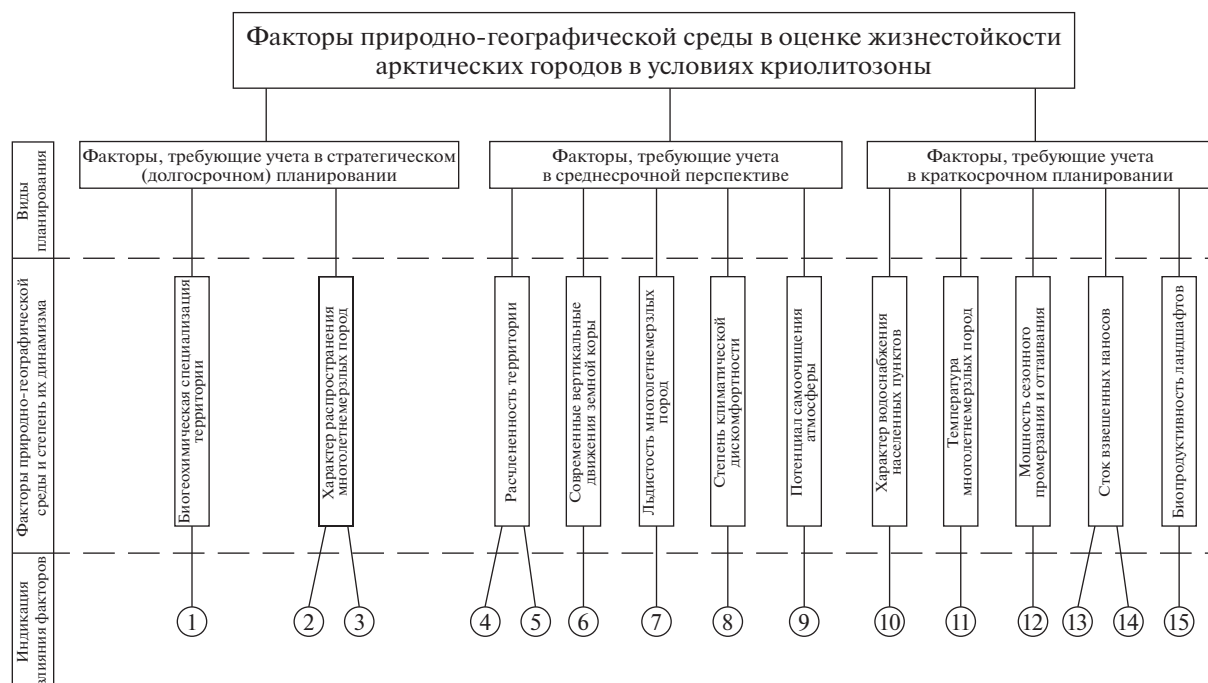 Факторы природно-географической среды в оценке жизнестойкости
арктических городов в условиях криолитозоны
Виды
планирования
Факторы, требующие учета в стратегическом
(долгосрочном) планировании
Факторы, требующие учета
в среднесрочной перспективе
Факторы, требующие учета
в краткосрочном планировании
Факторы природно-географической
среды и степень их динамизма
Биогеохимическая специализация
территории
Характер распространения
многолетнемерзлых пород
Расчлененность территории
Современные вертикальные
движения земной коры
Льдистость многолетнемерзлых
пород
Степень климатической
дискомфортности
Потенциал самоочищения
атмосферы
Характер водоснабжения
населенных пунктов
Температура
многолетнемерзлых пород
Мощность сезонного
промерзания и оттаивания
Сток взвешенных наносов
Биопродуктивность ландшафтов
Индикация
влияния факторов
1
2
3
4
5
6
7
8
9
10
11
12
13
14
15